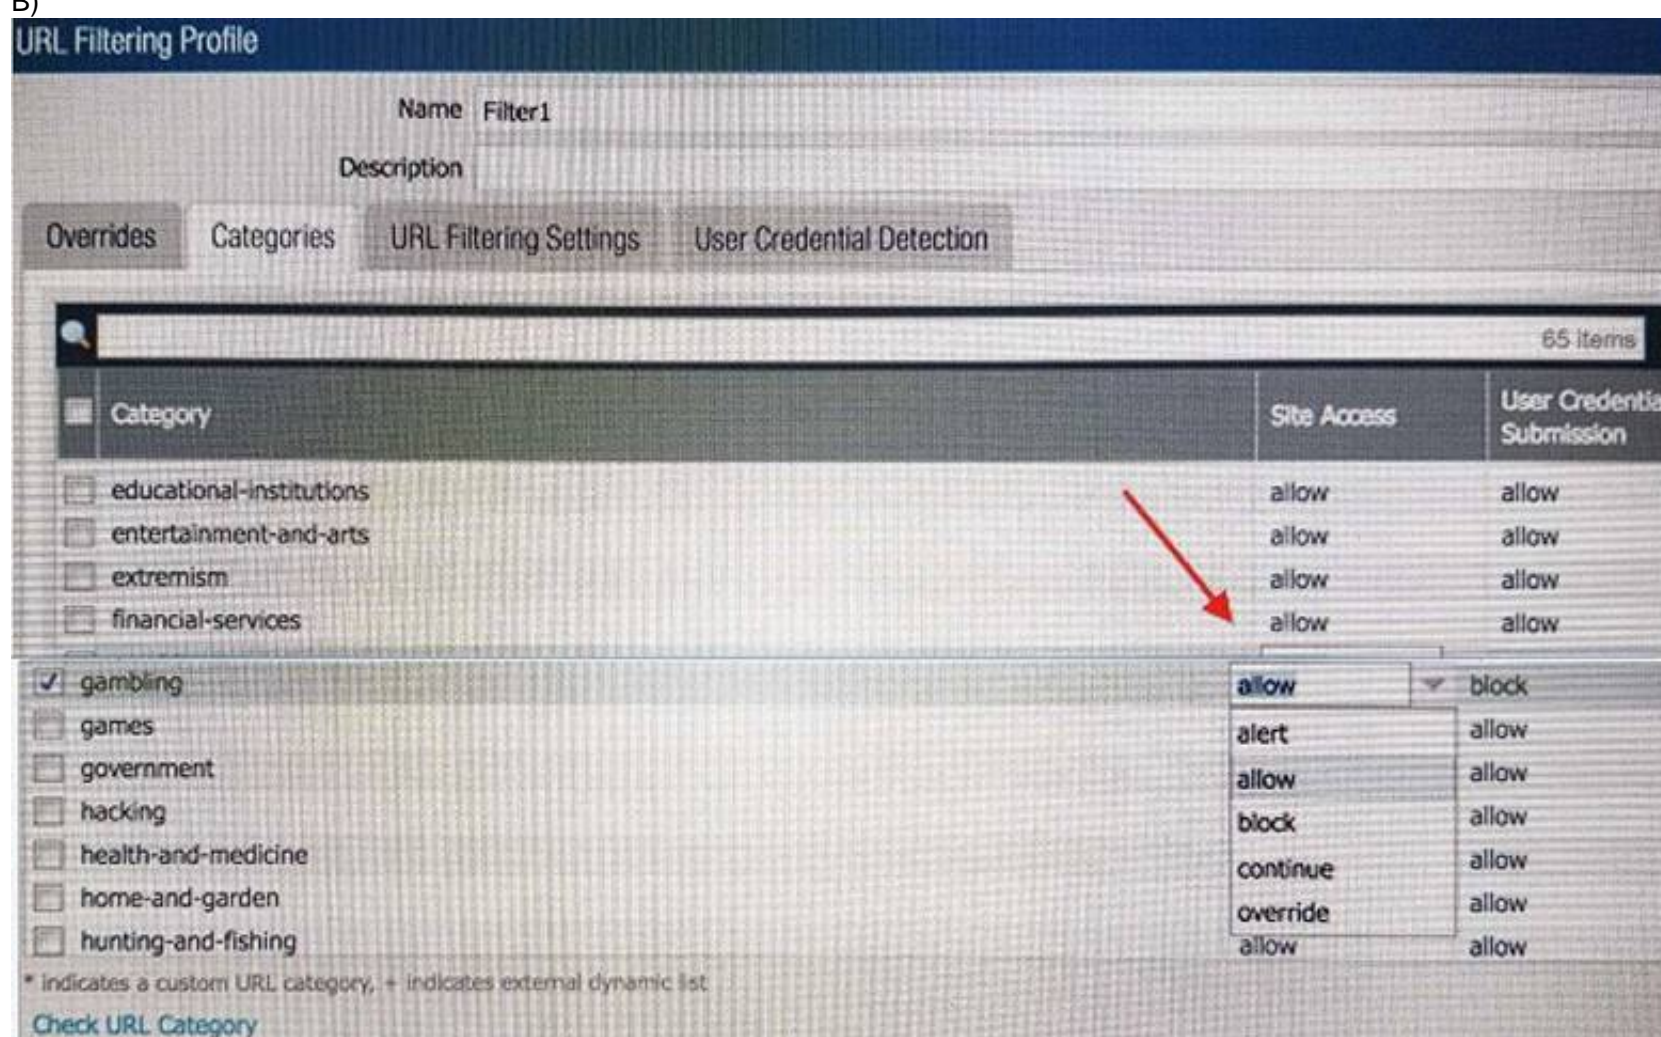 B)
URL Filtering Profile
Name Filter1
Description
Overrides Categories URL Filtering Settings User Credential Detection
65 items
Category Site Access User Credentia
Submission
educational-institutions allow allow
entertainment-and-arts allow allow
extremism allow allow
financial-services allow allow
gambling allow block
games alert allow
government allow allow
hacking block allow
health-and-medicine continue allow
home-and-garden override allow
hunting-and-fishing allow allow
* indicates a custom URL category, + indicates external dynamic list
Check URL Category